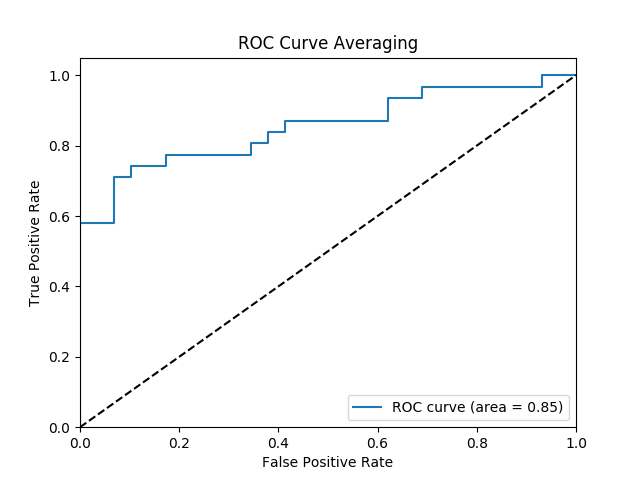 ROC Curve Averaging
True Positive Rate
1.0
0.8
0.6
0.4
0.2
0.0
ROC curve (area = 0.85)
0.0 0.2 0.4 0.6 0.8 1.0
False Positive Rate